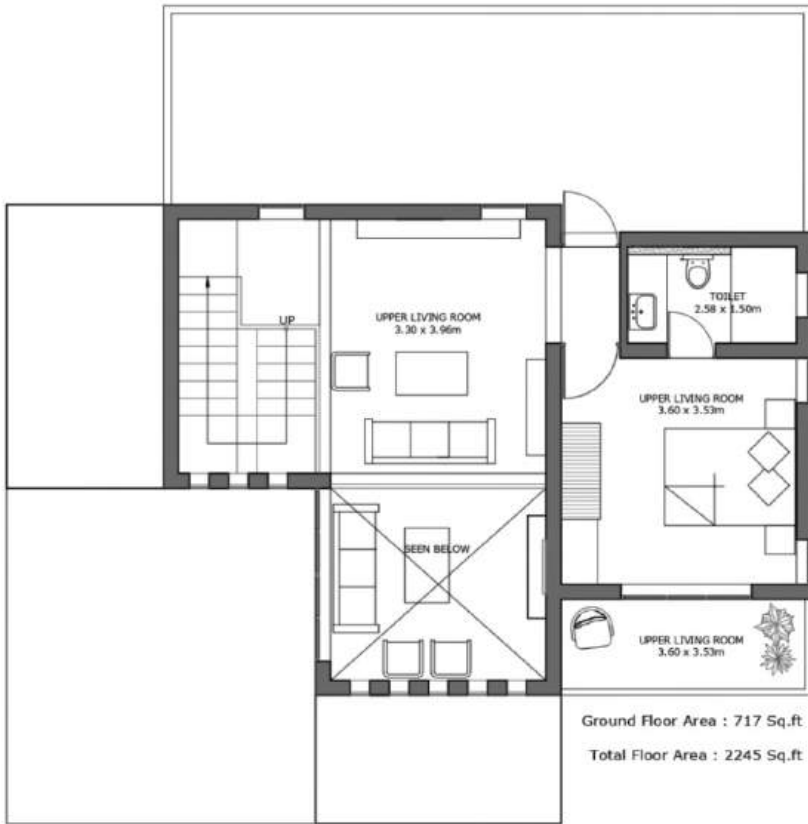 UP
UPPER LIVING ROOM
3.30 x 3.96m
TOILET
2.58 x 1.50m
UPPER LIVING ROOM
3.60 x 3.53m
SEEN BELOW
UPPER LIVING ROOM
3.60 x 3.53m
Ground Floor Area : 717 Sq.ft
Total Floor Area : 2245 Sq.ft